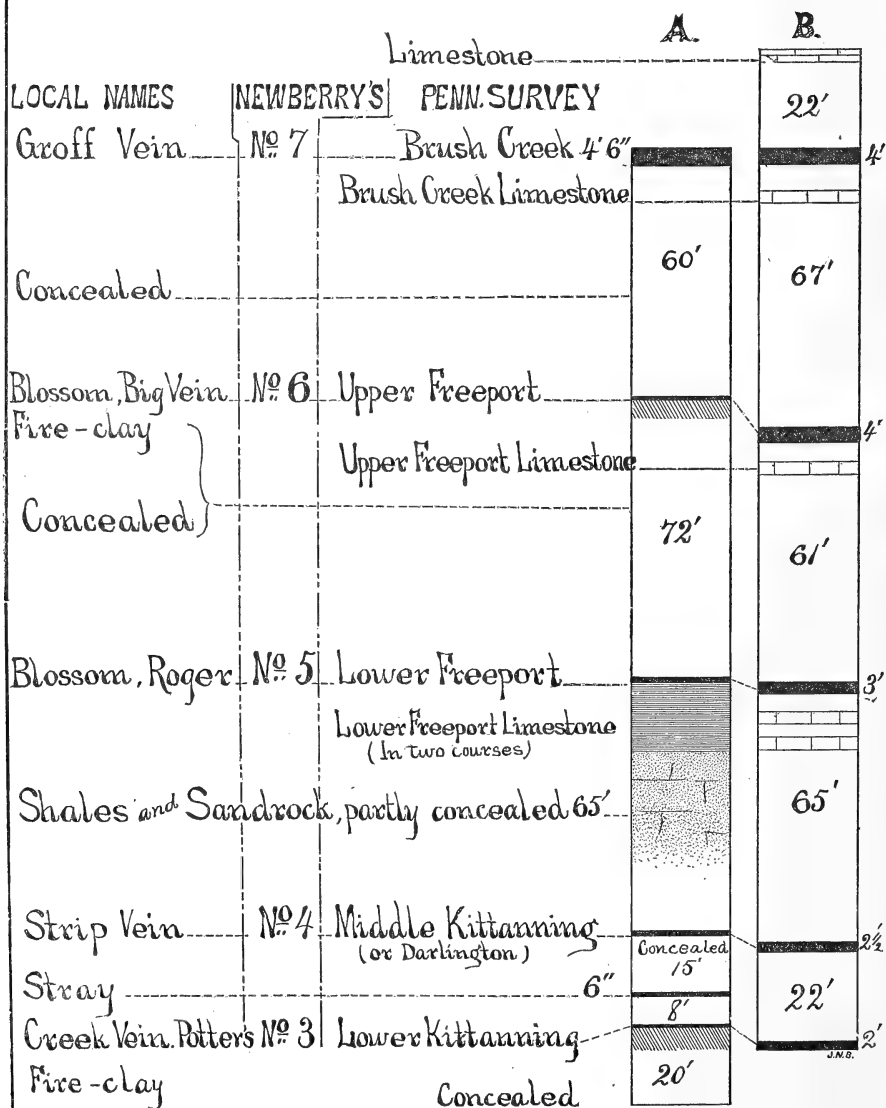 A. B.
Limestone
LOCAL NAMES NEWBERRY'S PENN. SURVEY
22'
Groff Vein No. 7 Brush Creek 4' 6" 4'
Brush Creek Limestone
60' 67'
Concealed
Blossom, Big Vein No. 6 Upper Freeport
Fire-clay 4'
Upper Freeport Limestone
Concealed
72' 61'
Blossom, Roger No. 5 Lower Freeport 3'
Lower Freeport Limestone
(In two courses)
Shales and Sandrock, partly concealed 65' 65'
Strip Vein No. 4 Middle Kittanning 2½
(or Darlington) Concealed
15'
Stray 6" 22'
8'
Creek Vein. Potter's No. 3 Lower Kittanning 2'
J.N.B.
Fire-clay 20'
Concealed